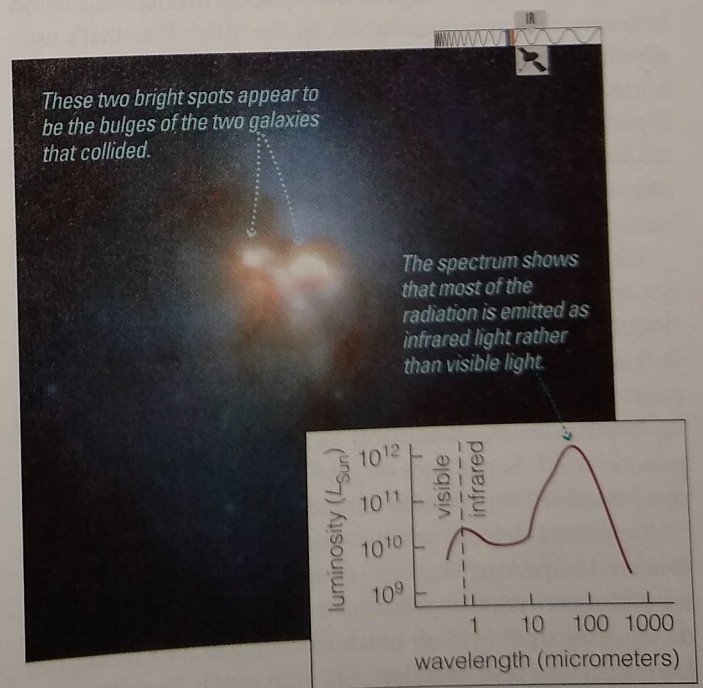 IR
These two bright spots appear to
be the bulges of the two galaxies
that collided.
The spectrum shows
that most of the
radiation is emitted as
infrared light rather
than visible light.
luminosity (L_Sun)
10¹²
10¹¹
10¹⁰
10⁹
visible
infrared
1 10 100 1000
wavelength (micrometers)